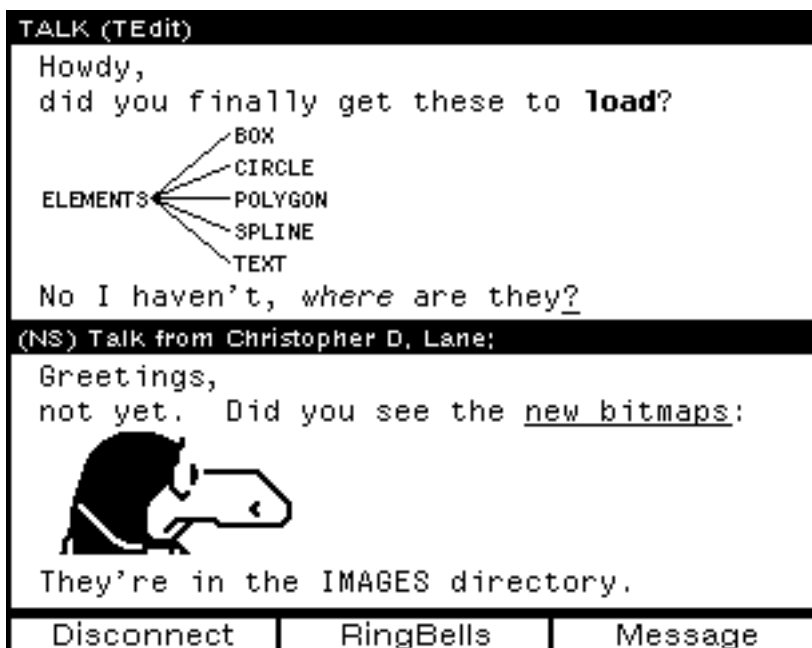 TALK (TEdit)
Howdy,
did you finally get these to load?
BOX
CIRCLE
ELEMENTS POLYGON
SPLINE
TEXT
No I haven't, where are they?
(NS) Talk from Christopher D. Lane;
Greetings,
not yet.  Did you see the new bitmaps:
They're in the IMAGES directory.
Disconnect RingBells Message